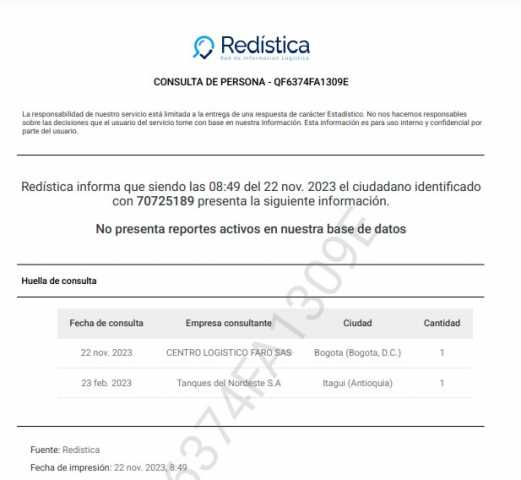 Redística
Red de Información Logística
CONSULTA DE PERSONA - QF6374FA1309E
La responsabilidad de nuestro servicio está limitada a la entrega de una respuesta de carácter Estadístico. No nos hacemos responsables
sobre las decisiones que el usuario del servicio tome con base en nuestra Información. Esta información es para uso interno y confidencial por
parte del usuario.
Redística informa que siendo las 08:49 del 22 nov. 2023 el ciudadano identificado
con 70725189 presenta la siguiente información.
No presenta reportes activos en nuestra base de datos
Huella de consulta
Fecha de consulta Empresa consultante Ciudad Cantidad
22 nov. 2023 CENTRO LOGISTICO FARO SAS Bogota (Bogota, D.C.) 1
23 feb. 2023 Tanques del Nordeste S.A Itagui (Antioquia) 1
Fuente: Redística
Fecha de impresión: 22 nov. 2023, 8:49
6374FA1309E